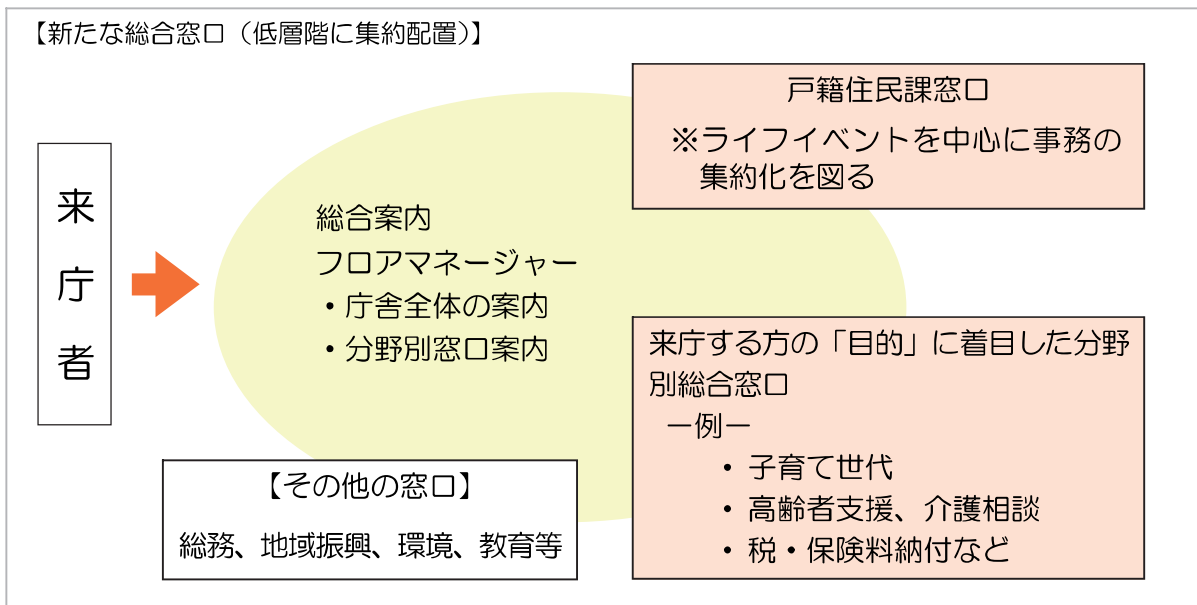 【新たな総合窓口（低層階に集約配置）】
来庁者
総合案内
フロアマネージャー
・庁舎全体の案内
・分野別窓口案内
戸籍住民課窓口
※ライフイベントを中心に事務の
集約化を図る
来庁する方の「目的」に着目した分野
別総合窓口
ー例ー
・ 子育て世代
・ 高齢者支援、介護相談
・ 税・保険料納付など
【その他の窓口】
総務、地域振興、環境、教育等